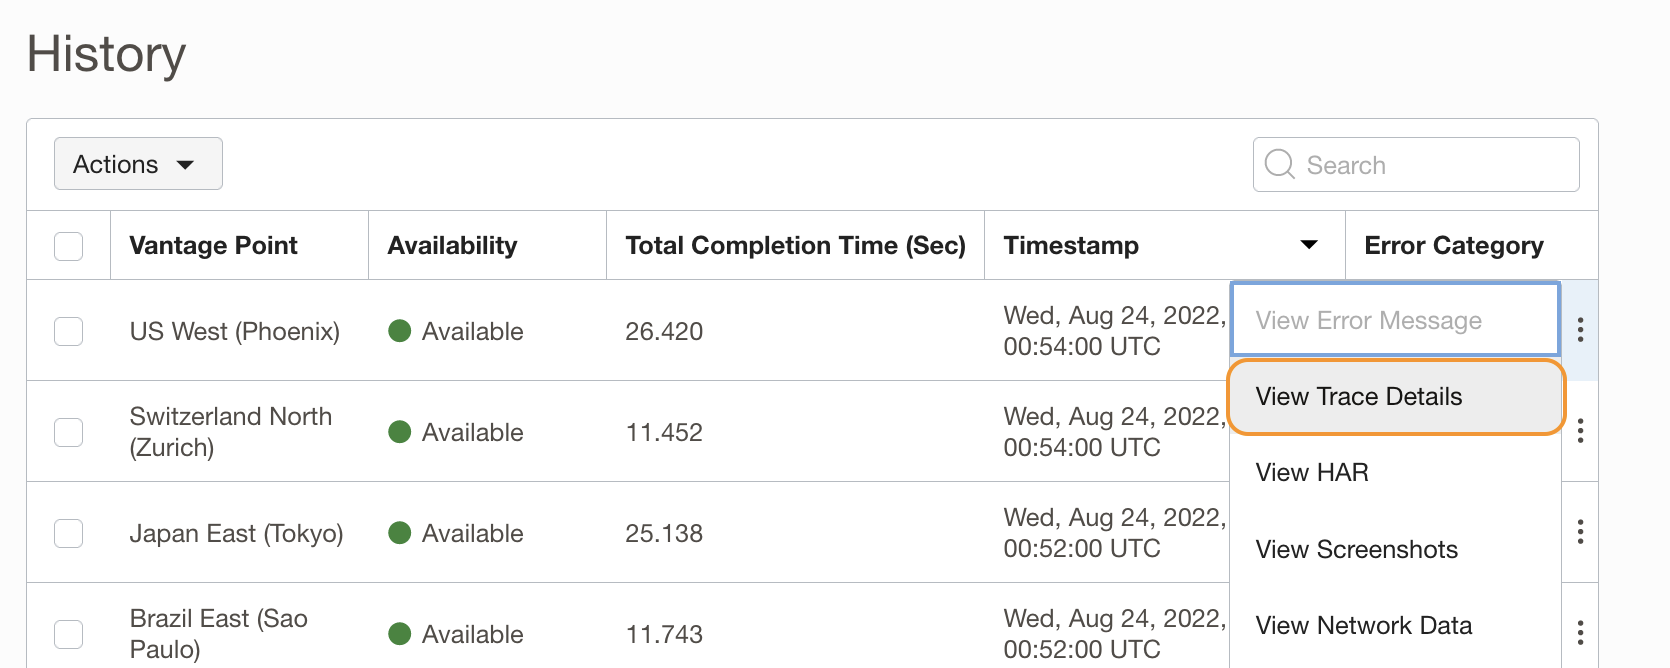 History
Actions
Search
Vantage Point Availability Total Completion Time (Sec) Timestamp Error Category
US West (Phoenix) Available 26.420 Wed, Aug 24, 2022,
00:54:00 UTC
View Error Message
View Trace Details
Switzerland North
(Zurich)
Available 11.452 Wed, Aug 24, 2022,
00:54:00 UTC
View HAR
Japan East (Tokyo) Available 25.138 Wed, Aug 24, 2022,
00:52:00 UTC
View Screenshots
Brazil East (Sao
Paulo)
Available 11.743 Wed, Aug 24, 2022,
00:52:00 UTC
View Network Data